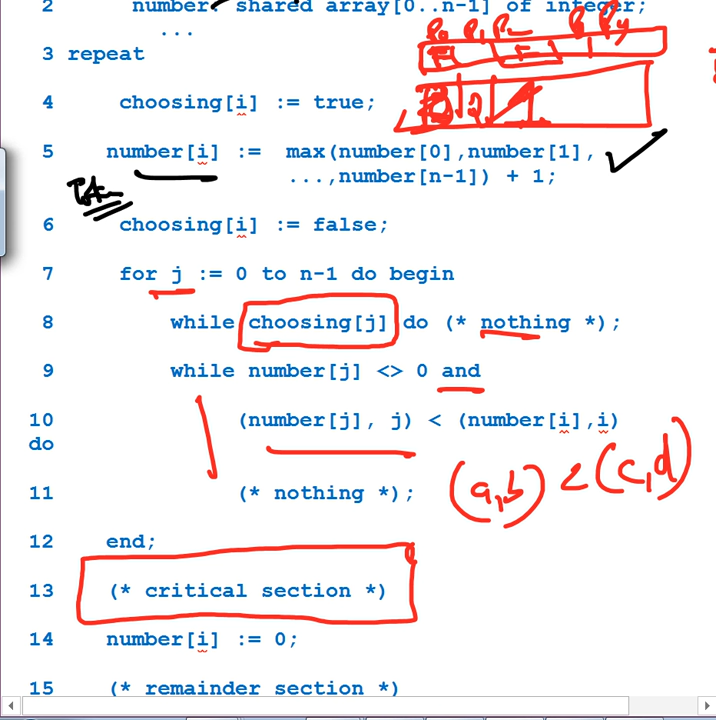 2 number: shared array[0..n-1] of integer;
...
3 repeat
4 choosing[i] := true;
5 number[i] := max(number[0],number[1],
...,number[n-1]) + 1;
6 choosing[i] := false;
7 for j := 0 to n-1 do begin
8 while choosing[j] do (* nothing *);
9 while number[j] <> 0 and
10 (number[j], j) < (number[i],i)
do
11 (* nothing *);
(a,b) < (c,d)
12 end;
13 (* critical section *)
14 number[i] := 0;
15 (* remainder section *)